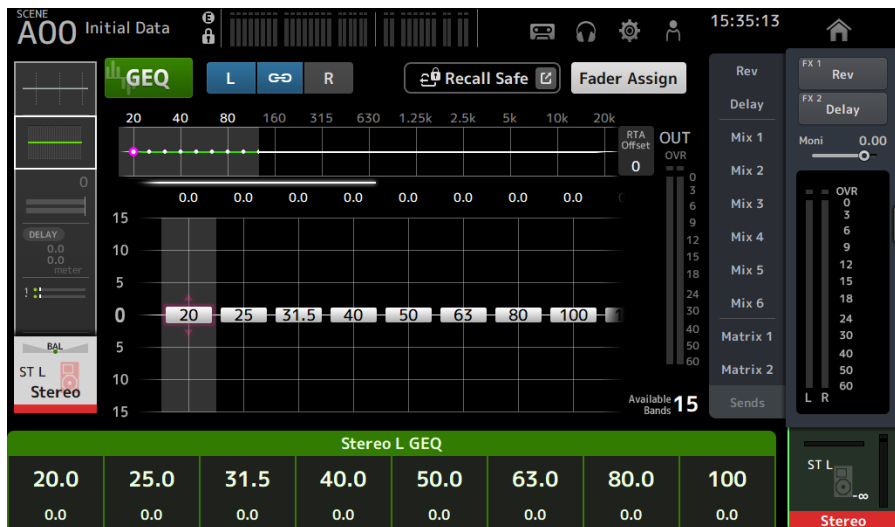 SCENE
A00 Initial Data
E
15:35:13
GEQ
L
R
Recall Safe
Fader Assign
20 40 80 160 315 630 1.25k 2.5k 5k 10k 20k
RTA
Offset
0
OUT
OVR
0
3
6
9
12
15
18
24
30
40
50
60
0.0 0.0 0.0 0.0 0.0 0.0 0.0 0.0
15
10
5
0
5
10
15
20 25 31.5 40 50 63 80 100
Available
Bands 15
0
DELAY
0.0
0.0
meter
BAL
ST L
Stereo
Rev
Delay
Mix 1
Mix 2
Mix 3
Mix 4
Mix 5
Mix 6
Matrix 1
Matrix 2
Sends
FX 1
Rev
FX 2
Delay
Moni 0.00
OVR
0
3
6
9
12
15
18
24
30
40
50
60
L R
ST L
-∞
Stereo
Stereo L GEQ
20.0 25.0 31.5 40.0 50.0 63.0 80.0 100
0.0 0.0 0.0 0.0 0.0 0.0 0.0 0.0